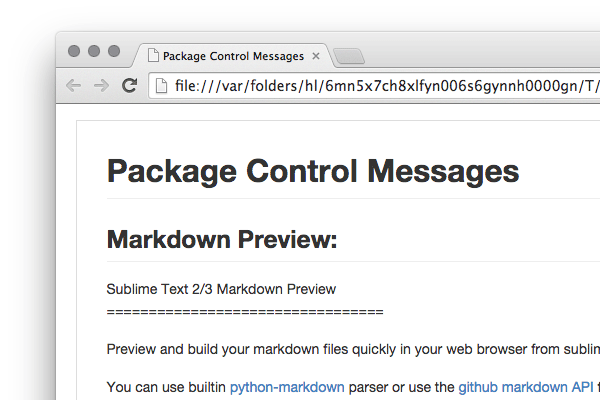 Package Control Messages
file:///var/folders/hl/6mn5x7ch8xlfyn006s6gynnh0000gn/T/
Package Control Messages
Markdown Preview:
Sublime Text 2/3 Markdown Preview
=================================
Preview and build your markdown files quickly in your web browser from sublim
You can use builtin python-markdown parser or use the github markdown API f